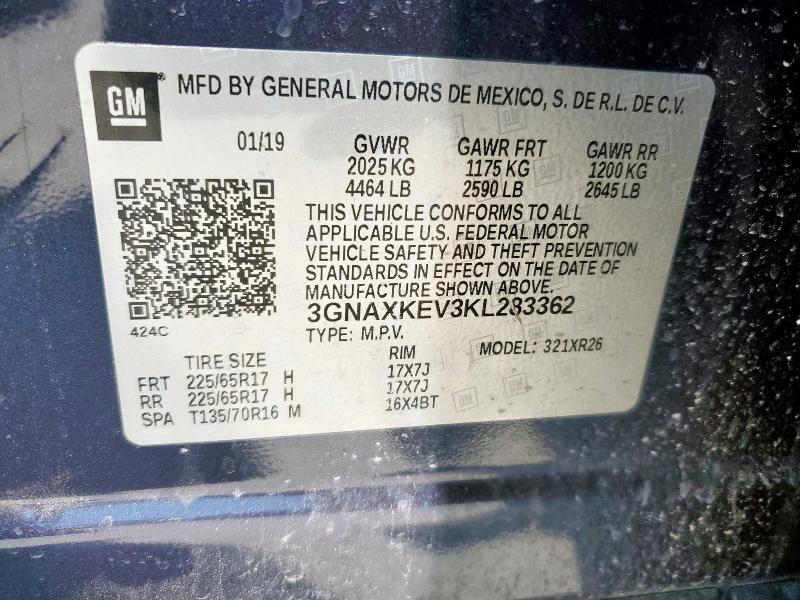 GM ® MFD BY GENERAL MOTORS DE MEXICO, S. DE R.L. DE C.V.
01/19 GVWR GAWR FRT GAWR RR
2025 KG 1175 KG 1200 KG
4464 LB 2590 LB 2645 LB
THIS VEHICLE CONFORMS TO ALL
APPLICABLE U.S. FEDERAL MOTOR
VEHICLE SAFETY AND THEFT PREVENTION
STANDARDS IN EFFECT ON THE DATE OF
MANUFACTURE SHOWN ABOVE.
3GNAXKEV3KL283362
424C
TYPE: M.P.V. MODEL: 321XR26
TIRE SIZE RIM
FRT 225/65R17 H 17X7J
RR 225/65R17 H 17X7J
SPA T135/70R16 M 16X4BT